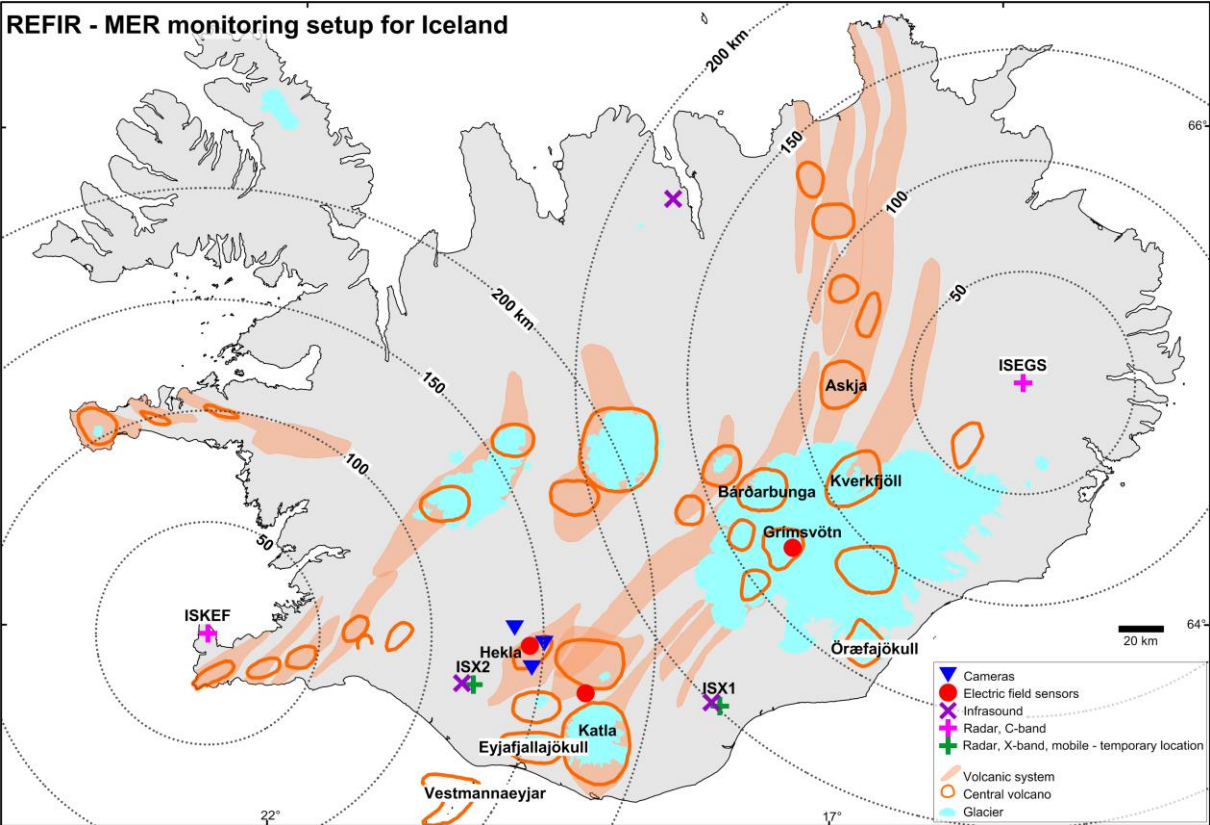 REFIR - MER monitoring setup for Iceland
200 km
66°
150
100
50
200 km
ISEGS
Askja
150
100
Bárðarbunga
Kverkfjöll
Grímsvötn
50
ISKEF
64°
20 km
Hekla
Öræfajökull
ISX2
ISX1
Katla
Eyjafjallajökull
Vestmannaeyjar
22°
17°
Cameras
Electric field sensors
Infrasound
Radar, C-band
Radar, X-band, mobile - temporary location
Volcanic system
Central volcano
Glacier